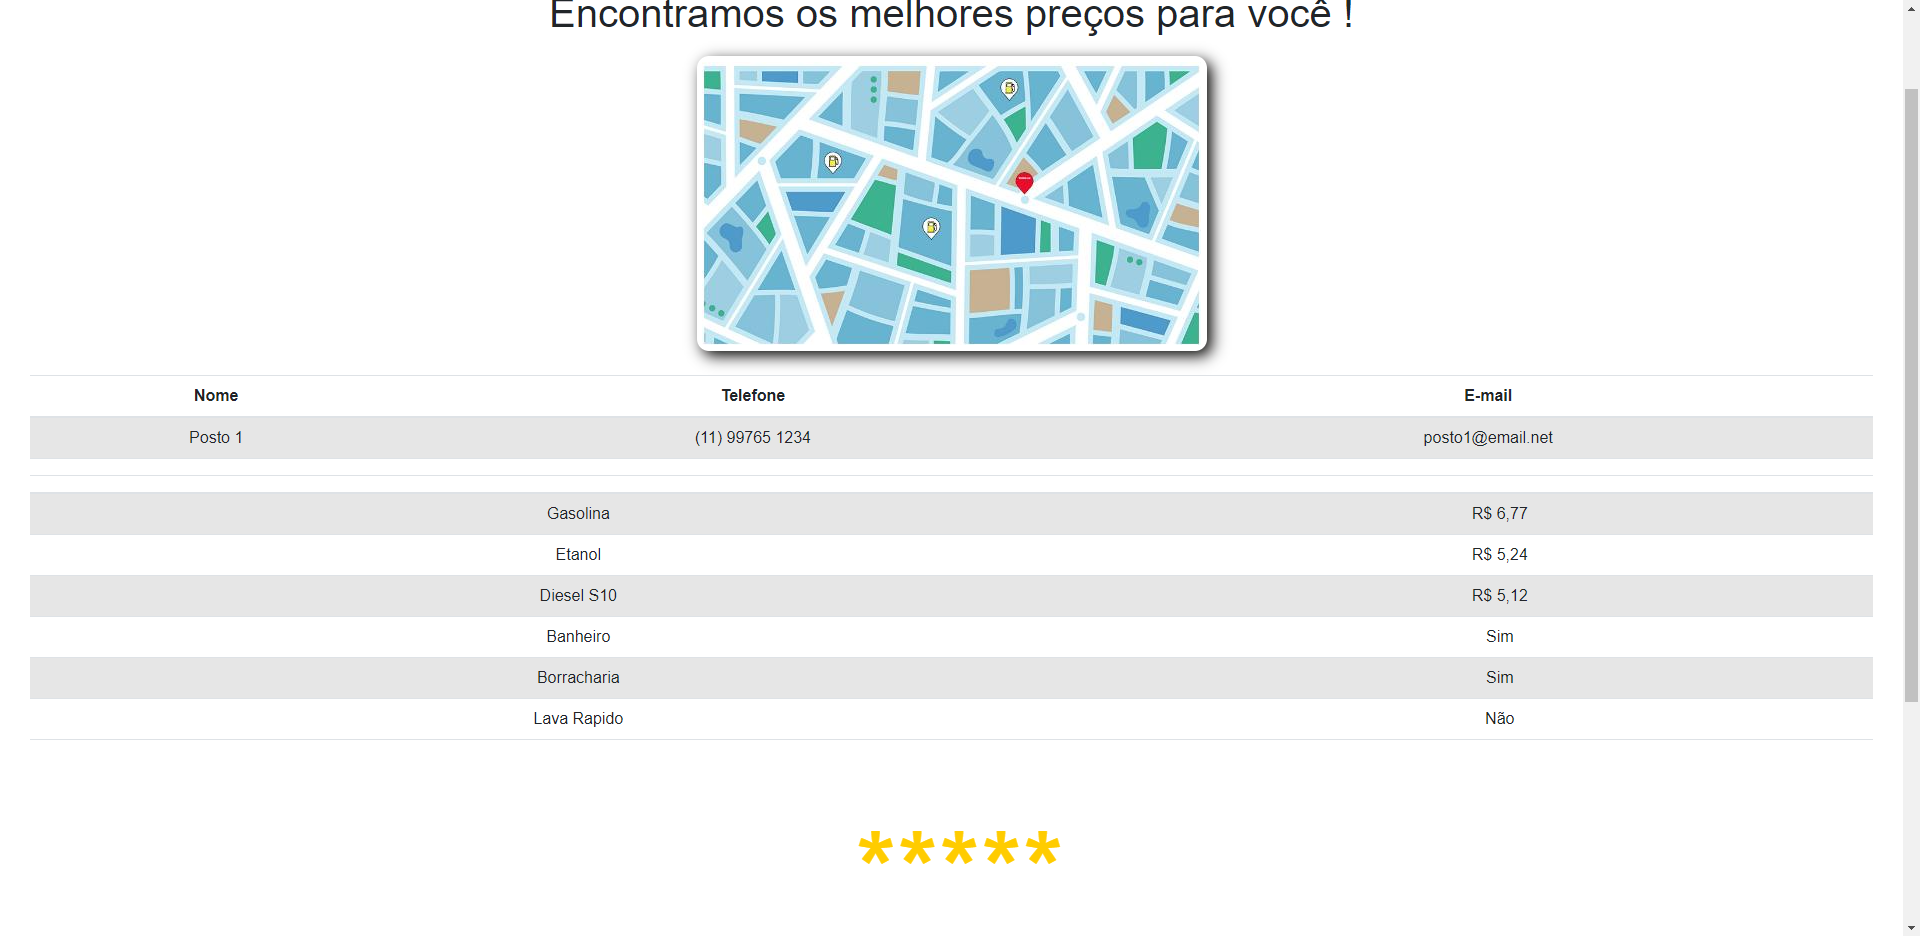 Encontramos os melhores preços para você !
Nome Telefone E-mail
Posto 1 (11) 99765 1234 posto1@email.net
Gasolina R$ 6,77
Etanol R$ 5,24
Diesel S10 R$ 5,12
Banheiro Sim
Borracharia Sim
Lava Rapido Não
*****